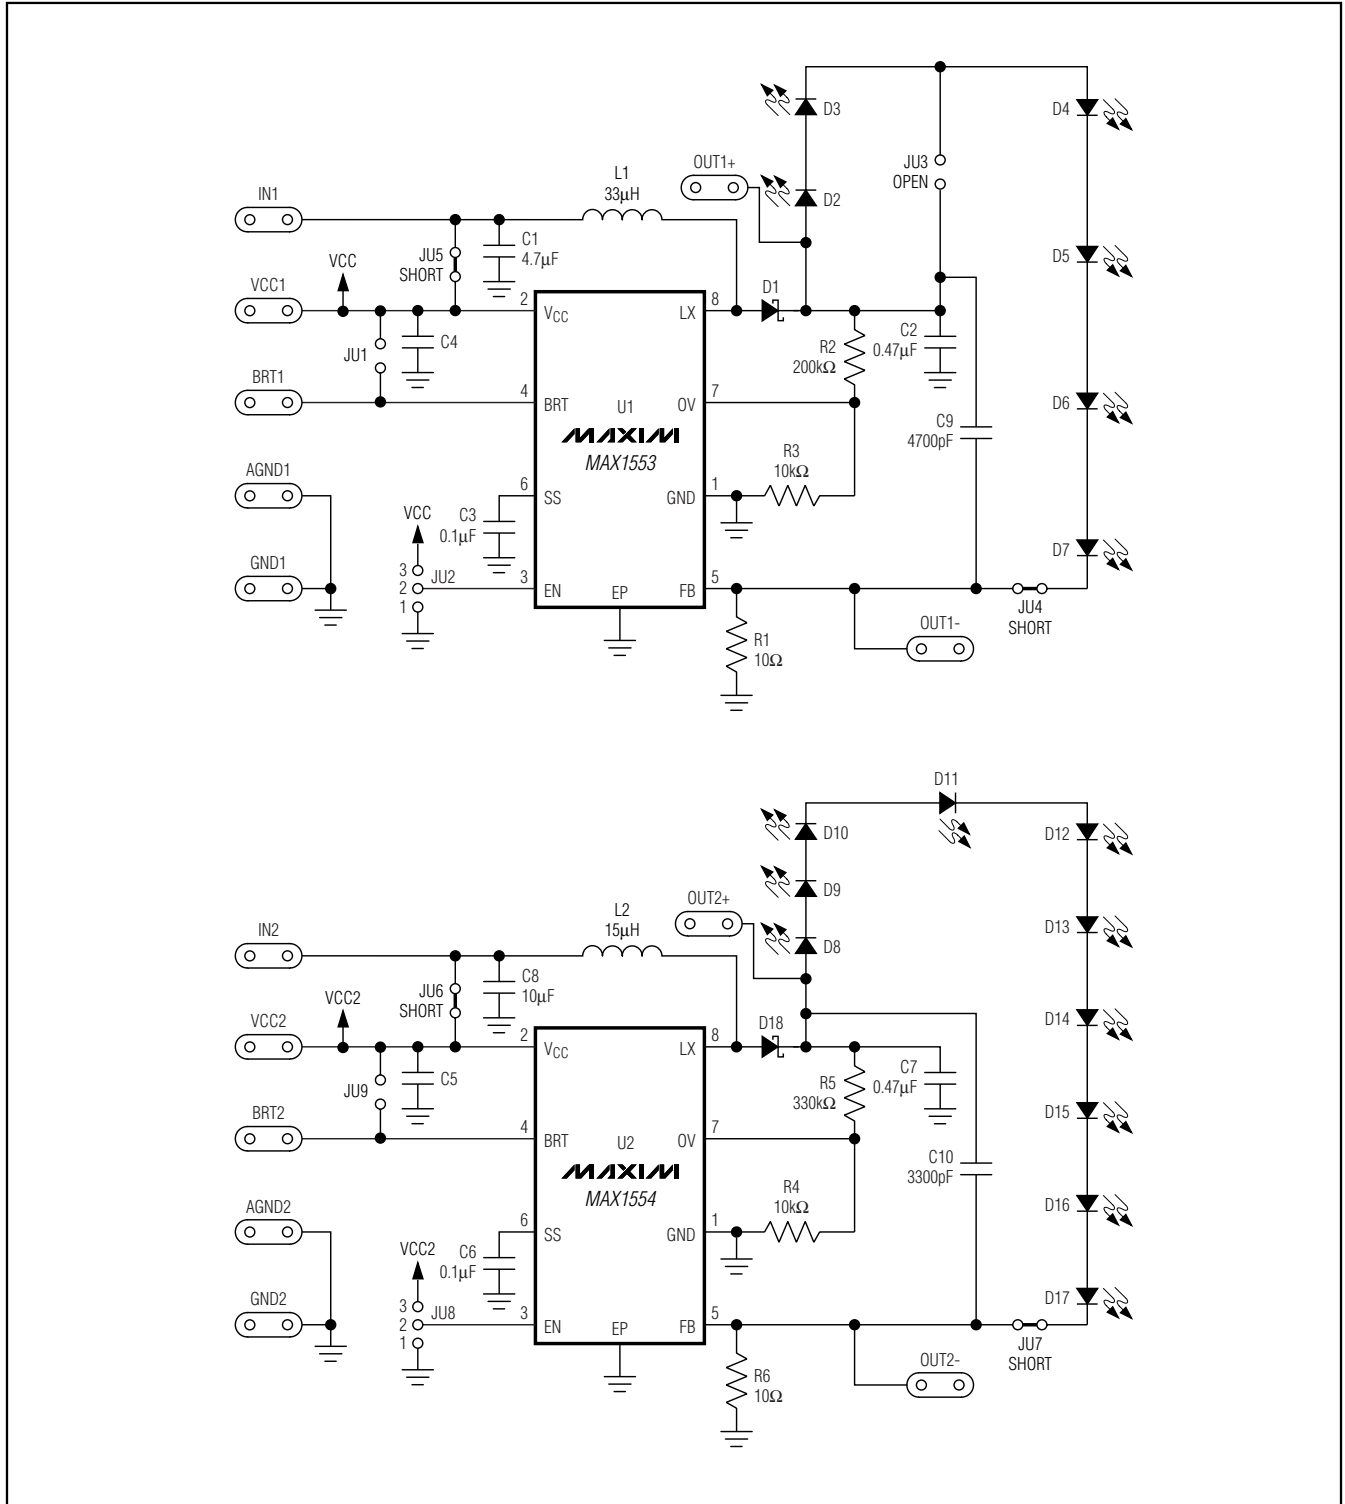 D3
D4
OUT1+
JU3
OPEN
L1
33µH
D2
IN1
C1
4.7µF
JU5
SHORT
VCC
D5
VCC1
D1
2
VCC
LX
8
C4
JU1
R2
200kΩ
C2
0.47µF
BRT1
4
BRT
U1
OV
7
D6
MAXIM
MAX1553
C9
4700pF
R3
10kΩ
AGND1
6
SS
GND
1
VCC
C3
0.1µF
D7
GND1
3
2
1
JU2
3
EN
EP
FB
5
JU4
SHORT
OUT1-
R1
10Ω
D11
D10
D12
D9
OUT2+
L2
15µH
D8
D13
IN2
C8
10µF
JU6
SHORT
VCC2
VCC2
D18
D14
2
VCC
LX
8
C5
JU9
R5
330kΩ
C7
0.47µF
BRT2
4
BRT
U2
OV
7
D15
MAXIM
MAX1554
C10
3300pF
R4
10kΩ
AGND2
6
SS
GND
1
D16
VCC2
C6
0.1µF
GND2
D17
3
2
1
JU8
3
EN
EP
FB
5
JU7
SHORT
OUT2-
R6
10Ω